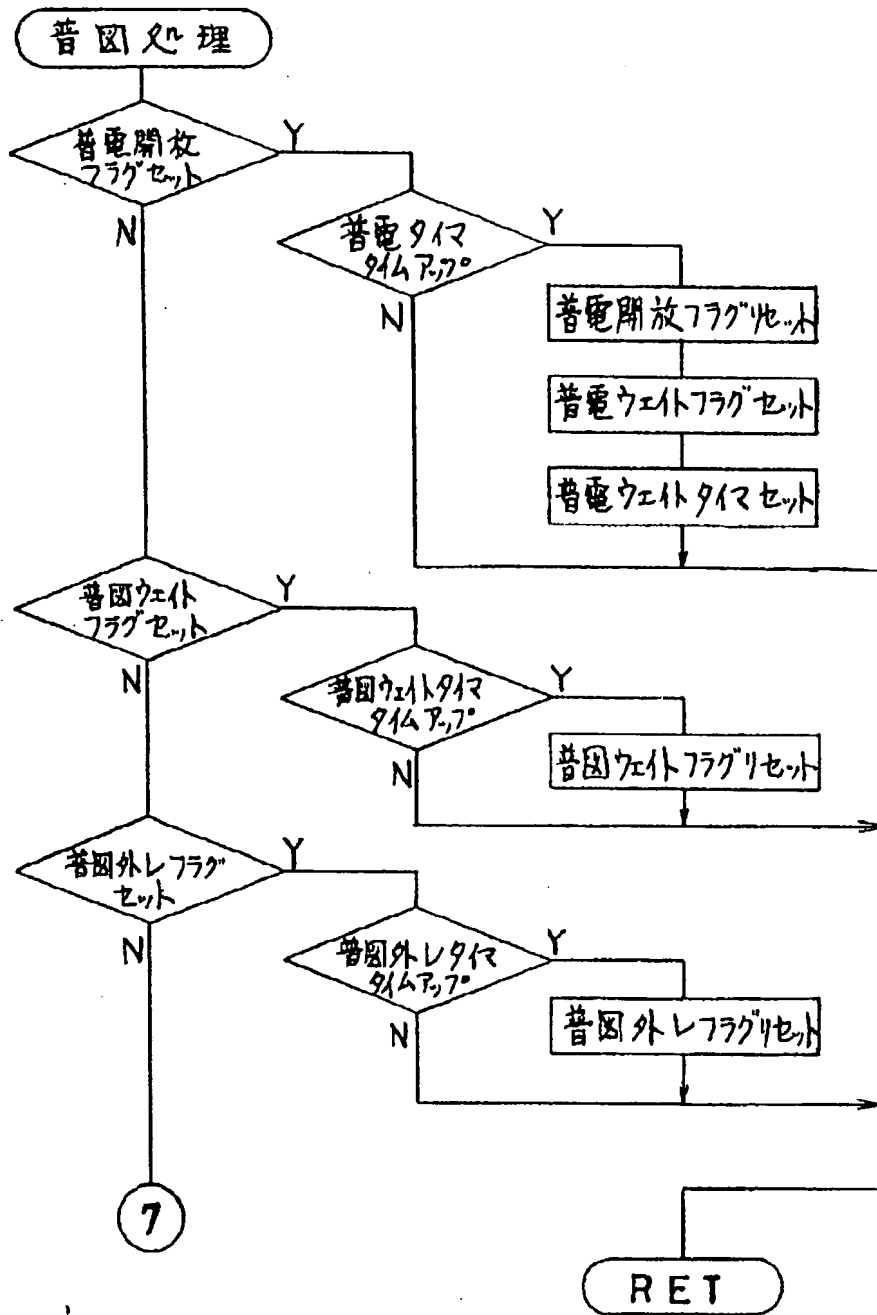 普図処理
普電開放
フラグセット
Y
N
普電タイマ
タイムアップ
Y
N
普電開放フラグリセット
普電ウェイトフラグセット
普電ウェイトタイマセット
普図ウェイト
フラグセット
Y
N
普図ウェイトタイマ
タイムアップ
Y
N
普図ウェイトフラグリセット
普図外レフラグ
セット
Y
N
普図外レタイマ
タイムアップ
Y
N
普図外レフラグリセット
7
RET